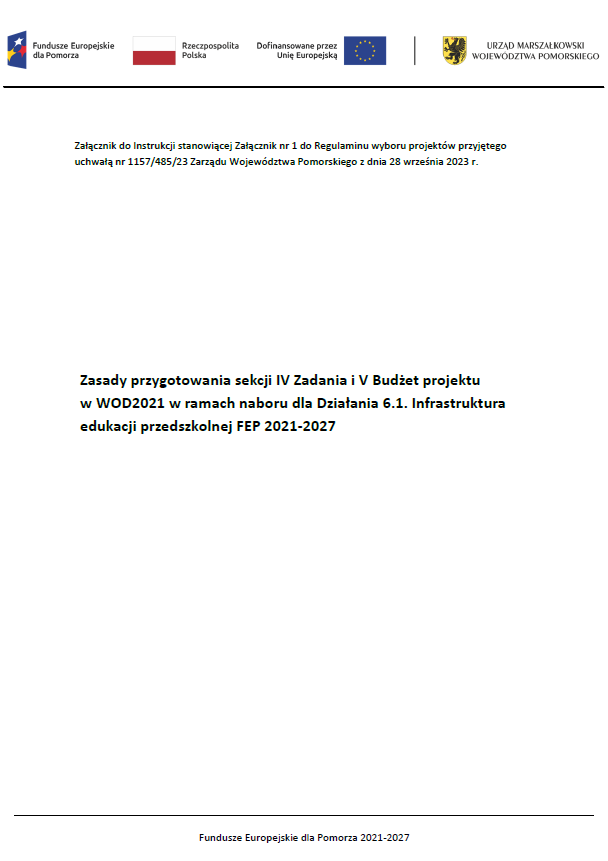 Fundusze Europejskie
dla Pomorza
Rzeczpospolita
Polska
Dofinansowane przez
Unię Europejską
URZĄD MARSZAŁKOWSKI
WOJEWÓDZTWA POMORSKIEGO
Załącznik do Instrukcji stanowiącej Załącznik nr 1 do Regulaminu wyboru projektów przyjętego
uchwałą nr 1157/485/23 Zarządu Województwa Pomorskiego z dnia 28 września 2023 r.
Zasady przygotowania sekcji IV Zadania i V Budżet projektu
w WOD2021 w ramach naboru dla Działania 6.1. Infrastruktura
edukacji przedszkolnej FEP 2021-2027
Fundusze Europejskie dla Pomorza 2021-2027